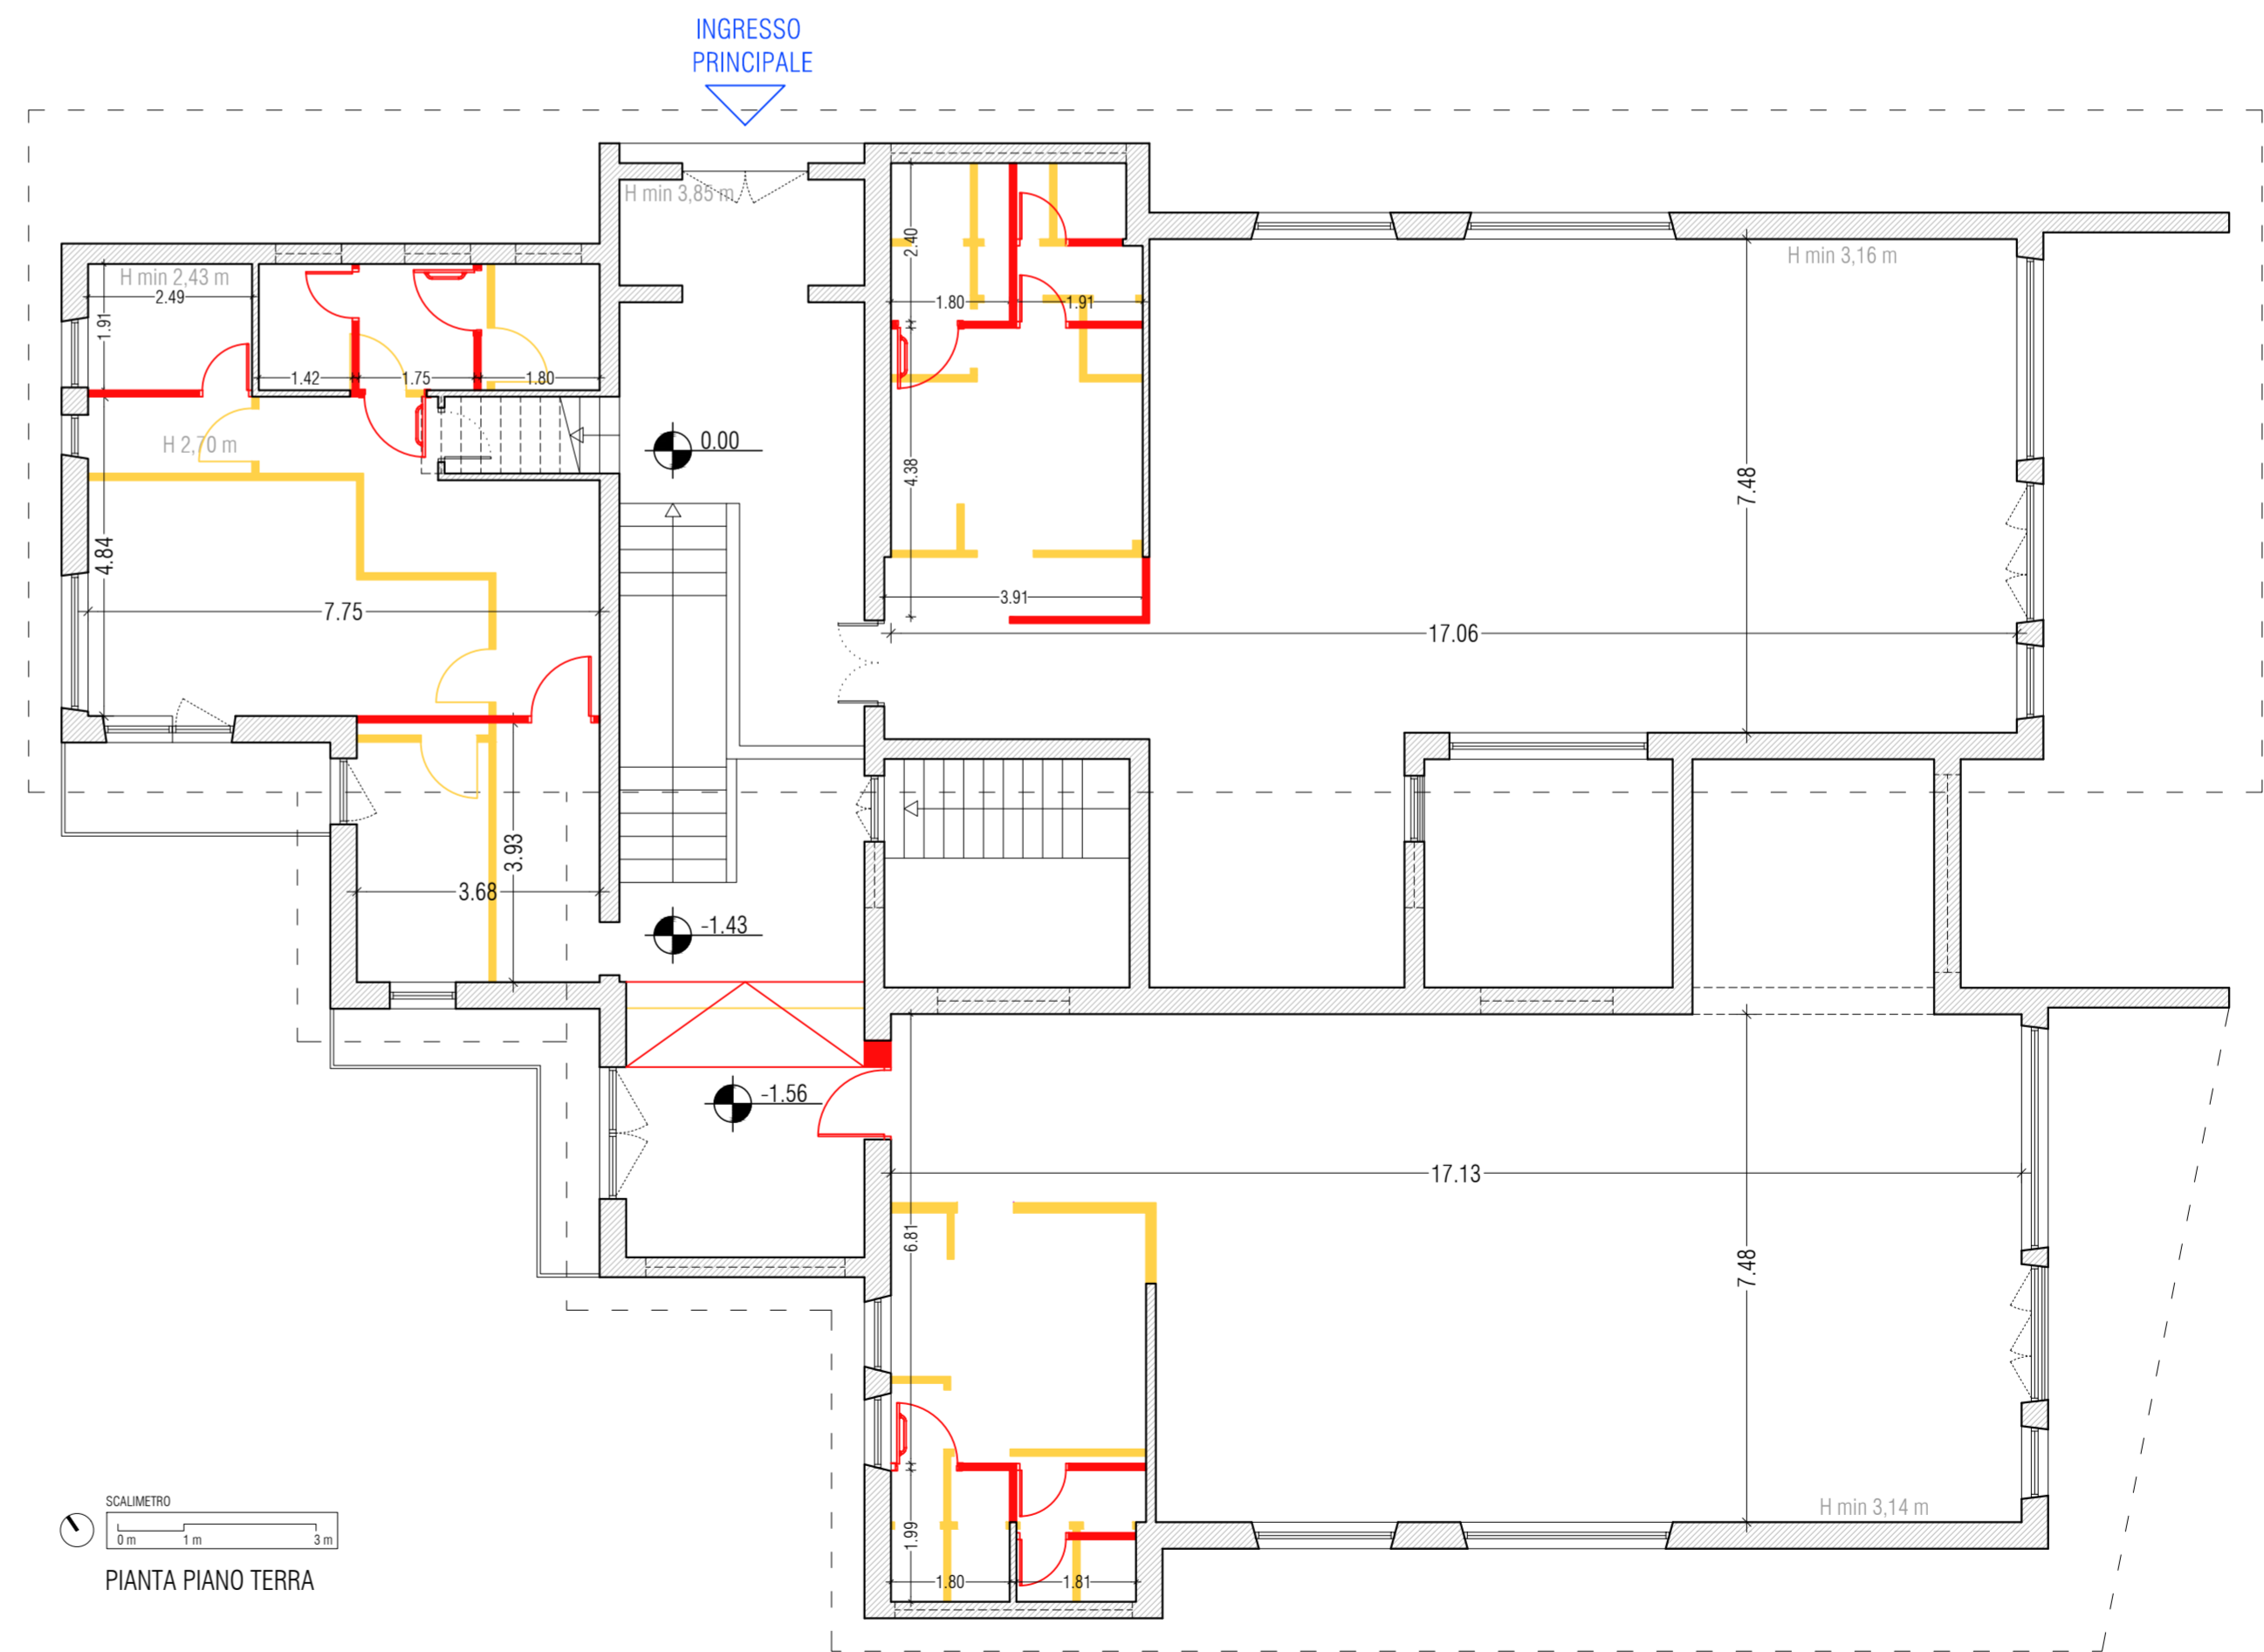 INGRESSO
PRINCIPALE
H min 3,85 m
2.40
H min 3,16 m
H min 2,43 m
2.49
1.91
1.80
1.91
1.42
1.75
1.80
H 2,70 m
0.00
4.38
7.48
4.84
7.75
3.91
17.06
3.93
3.68
-1.43
-1.56
17.13
6.81
7.48
SCALIMETRO
0 m
1 m
3 m
H min 3,14 m
1.99
1.80
1.81
PIANTA PIANO TERRA